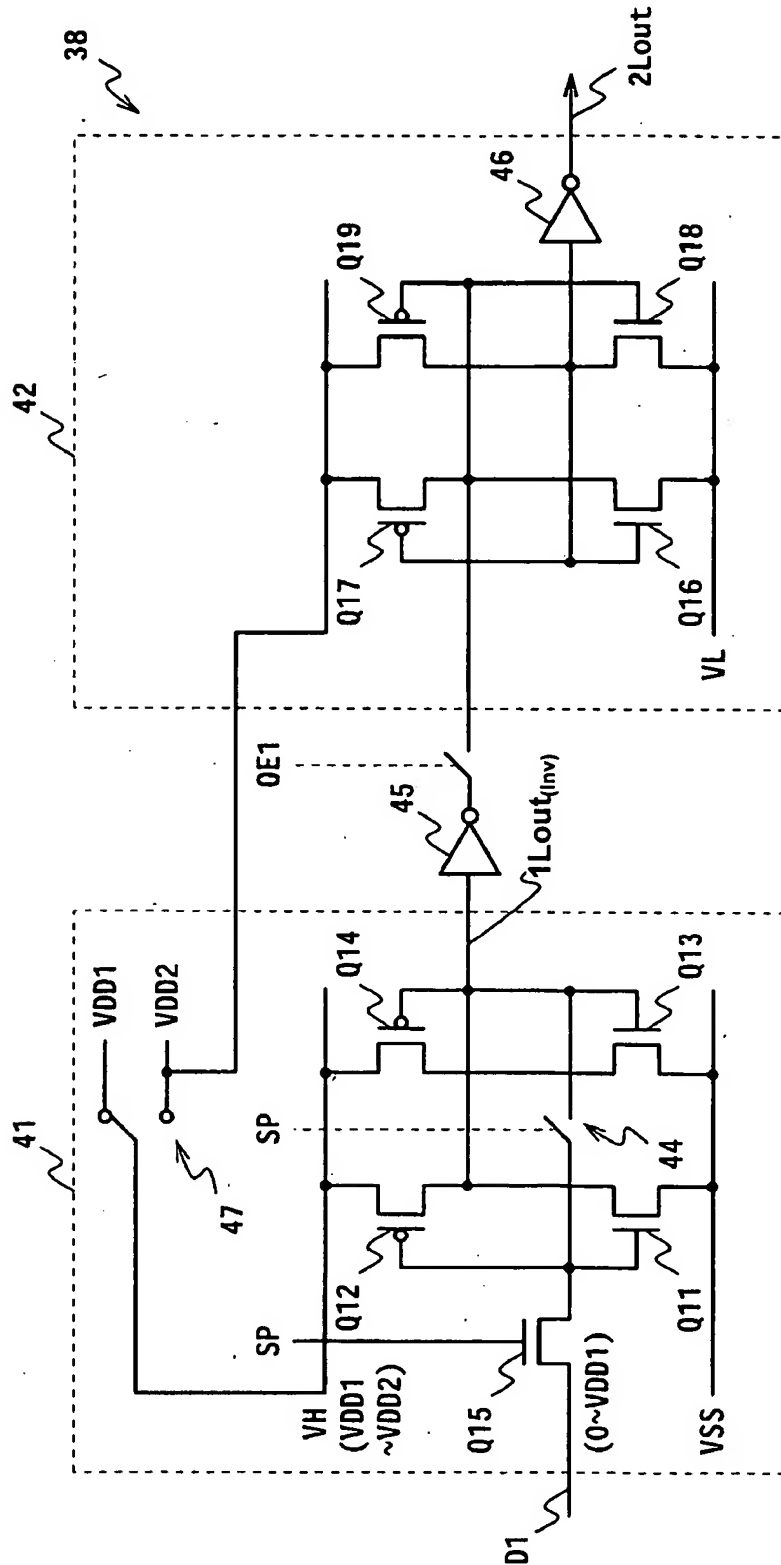 38
41
42
47
VDD1
VDD2
SP
SP
VH
(VDD1
~VDD2)
Q12
Q14
Q15
(0~VDD1)
D1
Q11
44
Q13
VSS
45
1Lout(Inv)
OE1
Q17
Q19
Q16
Q18
VL
46
2Lout